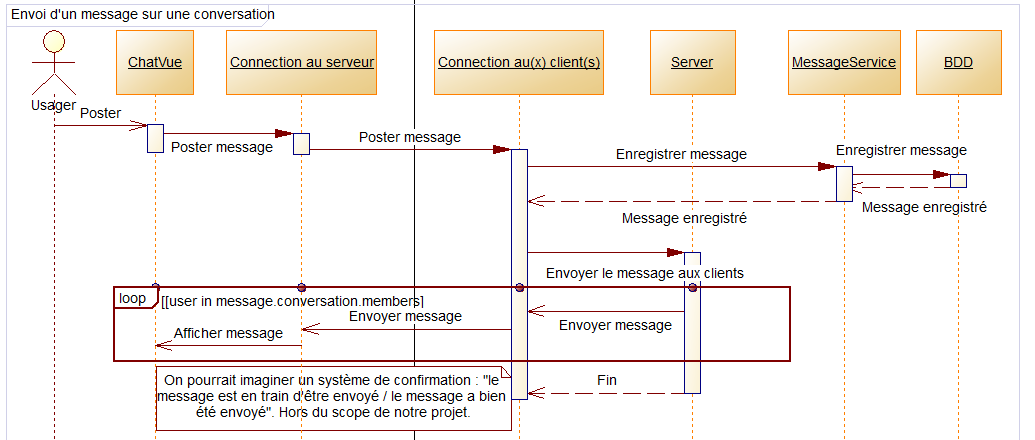 Envoi d'un message sur une conversation
ChatVue
Connection au serveur
Connection au(x) client(s)
Server
MessageService
BDD
Usager
Poster
Poster message
Poster message
Enregistrer message
Enregistrer message
Message enregistré
Message enregistré
Envoyer le message aux clients
loop
[[user in message.conversation.members]
Envoyer message
Envoyer message
Afficher message
Fin
On pourrait imaginer un système de confirmation : "le
message est en train d'être envoyé / le message a bien
été envoyé". Hors du scope de notre projet.